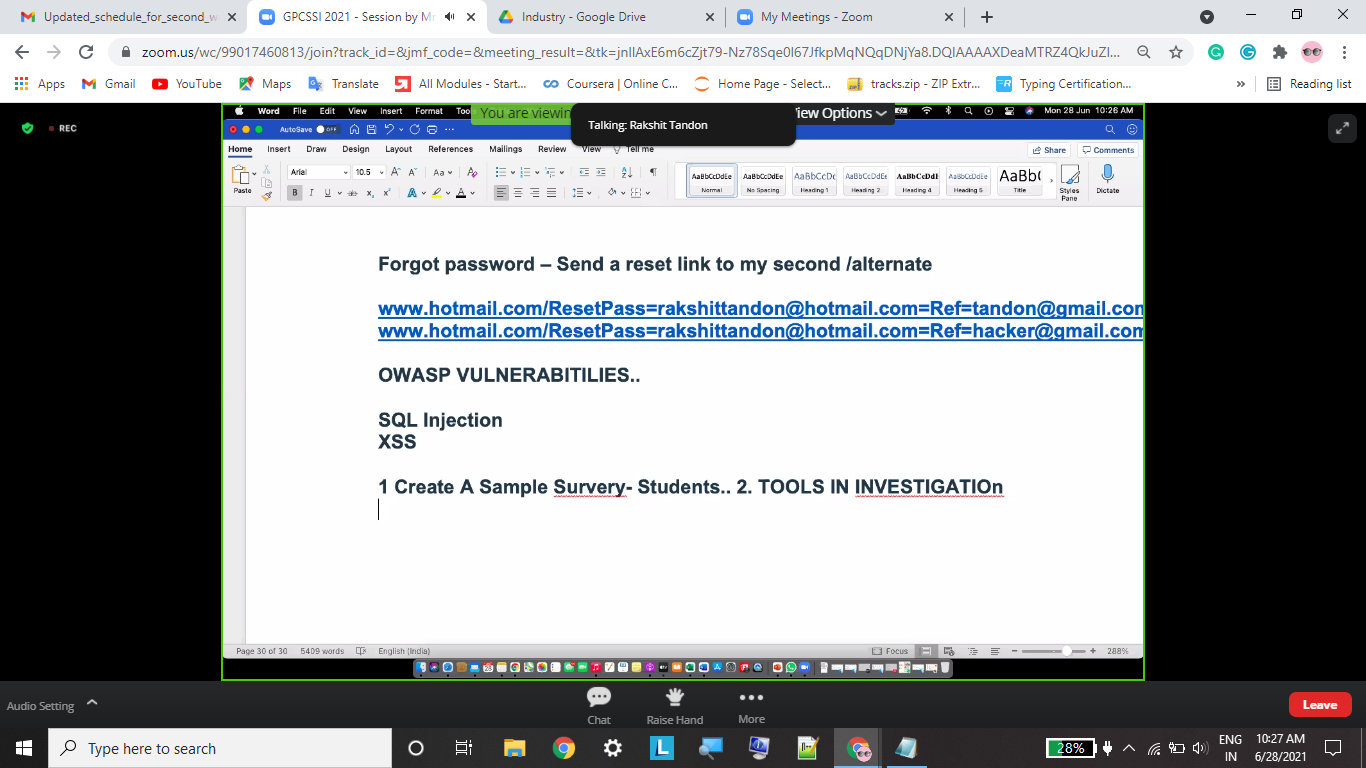 Updated_schedule_for_second_w
GPCSSI 2021 - Session by Mr
Industry - Google Drive
My Meetings - Zoom
zoom.us/wc/99017460813/join?track_id=&jmf_code=&meeting_result=&tk=
Apps
Gmail
YouTube
Maps
Translate
All Modules - Start...
Coursera | Online C...
Home Page - Select...
tracks.zip - ZIP Extr...
Typing Certification...
Reading list
REC
Word File Edit View Insert Format Too
You are viewin
View Options
Talking: Rakshit Tandon
Mon 28 Jun 10:26 AM
AutoSave OFF
Home Insert Draw Design Layout References Mailings Review View Tell me
Share Comments
Paste
Arial 10.5
AaBbCcDdEe AaBbCcDdEe AaBbCcDc AaBbCcDdEe AaBbCcDdE AaBbCcDdEe AaBb(
Normal No Spacing Heading 1 Heading 2 Heading 4 Heading 5 Title
Styles Pane
Dictate
Forgot password – Send a reset link to my second /alternate
www.hotmail.com/ResetPass=rakshittandon@hotmail.com=Ref=tandon@gmail.com
www.hotmail.com/ResetPass=rakshittandon@hotmail.com=Ref=hacker@gmail.com
OWASP VULNERABITILIES..
SQL Injection
XSS
1 Create A Sample Survery- Students.. 2. TOOLS IN INVESTIGATIOn
Page 30 of 30 5409 words English (India) Focus 288%
Audio Setting
Chat
Raise Hand
More
Leave
Type here to search
28%
ENG
IN
10:27 AM
6/28/2021